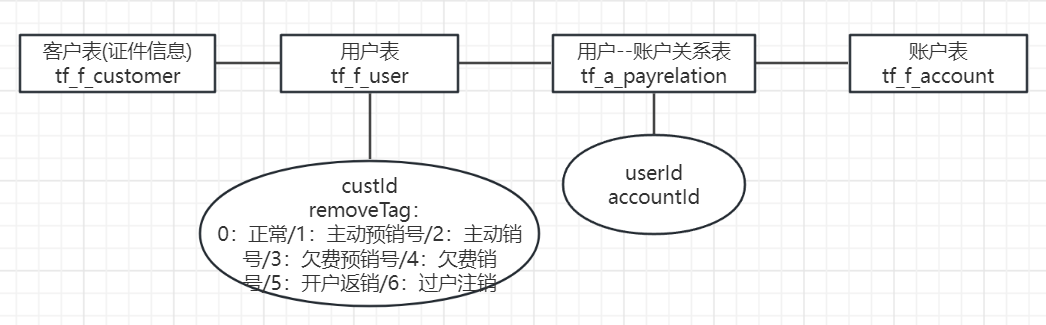 客户表(证件信息)
tf_f_customer
用户表
tf_f_user
用户--账户关系表
tf_a_payrelation
账户表
tf_f_account
custId
removeTag：
0：正常/1：主动预销号/2：主动销
号/3：欠费预销号/4：欠费销
号/5：开户返销/6：过户注销
userId
accountId